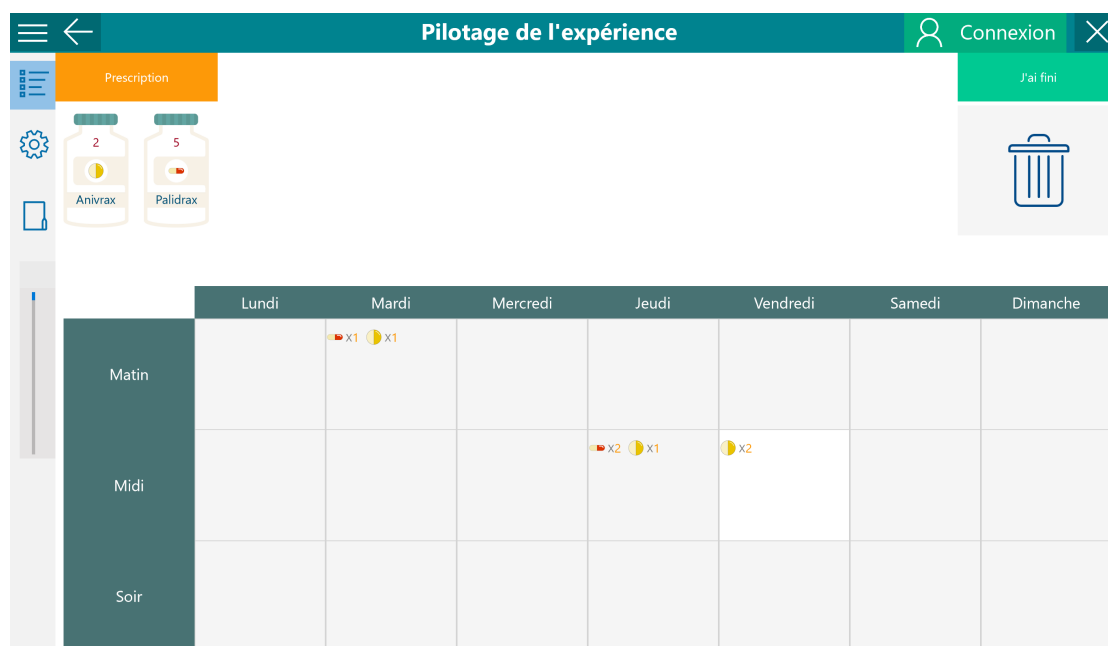 Pilotage de l'expérience
Connexion
Prescription
J'ai fini
2
5
Anivrax
Palidrax
Lundi Mardi Mercredi Jeudi Vendredi Samedi Dimanche
Matin
X1 X1
Midi
X2 X1
X2
Soir